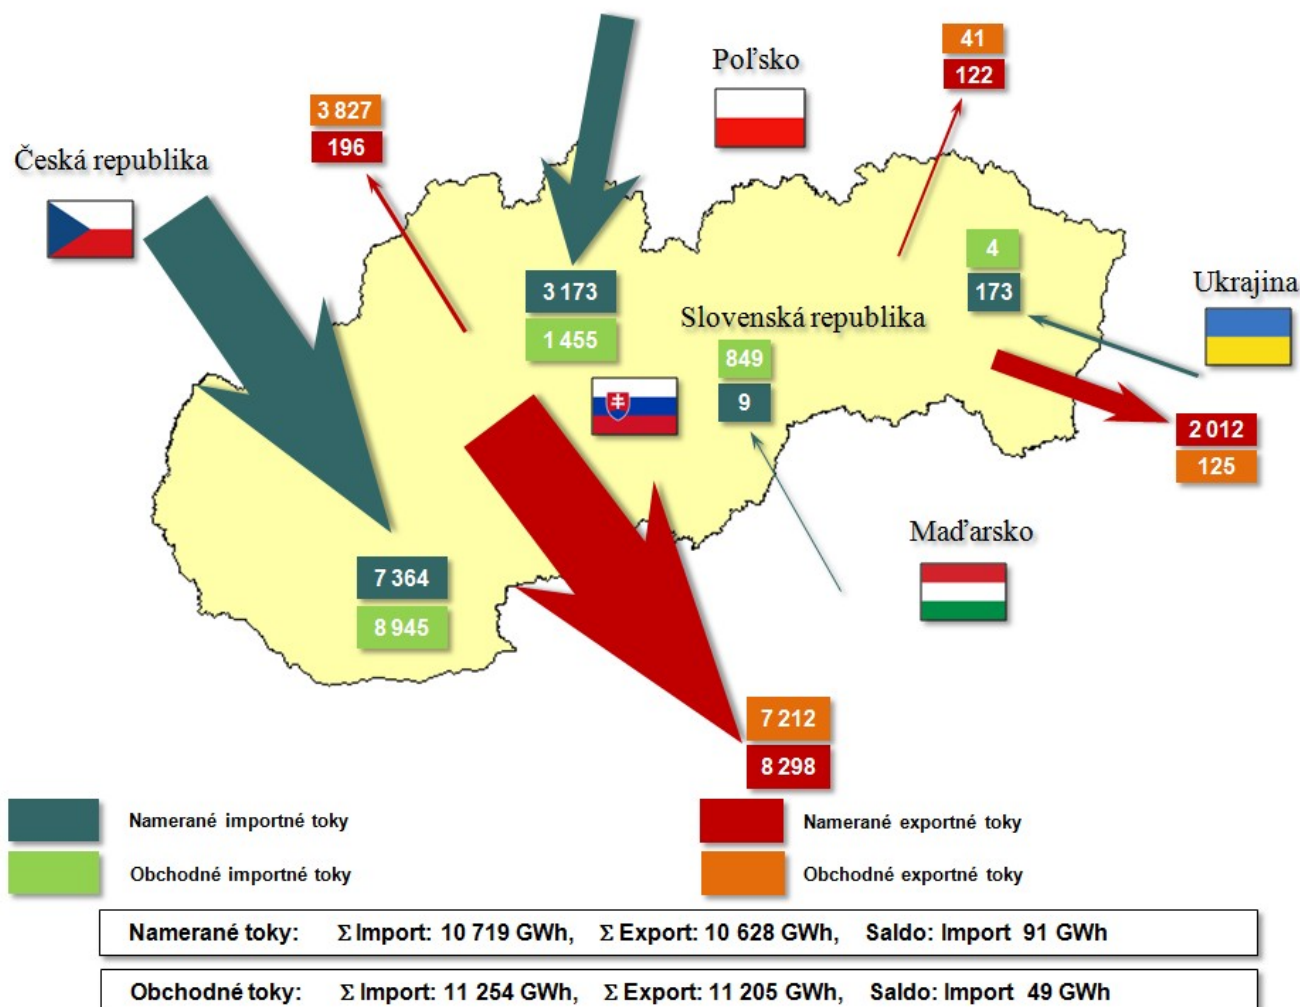 Poľsko
41
122
3 827
196
Česká republika
4
173
Ukrajina
3 173
1 455
Slovenská republika
849
9
2 012
125
Maďarsko
7 364
8 945
7 212
8 298
Namerané importné toky
Namerané exportné toky
Obchodné importné toky
Obchodné exportné toky
Namerané toky: Σ Import: 10 719 GWh, Σ Export: 10 628 GWh, Saldo: Import 91 GWh
Obchodné toky: Σ Import: 11 254 GWh, Σ Export: 11 205 GWh, Saldo: Import 49 GWh